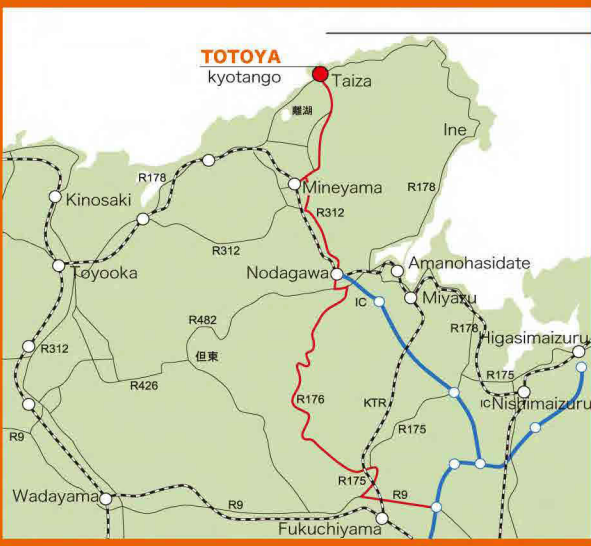 TOTOYA
kyotango
Taiza
離湖
Ine
R178
Mineyama
R178
Kinosaki
R312
R312
Tøyooka
Nodagawa
Amanohasidate
IC
Miyazu
R482
R178
Higasimaizuru
R312
但東
R175
R426
R176
KTR
IC
Nishimaizuru
R9
R175
R175
Wadayama
R9
R9
Fukuchiyama